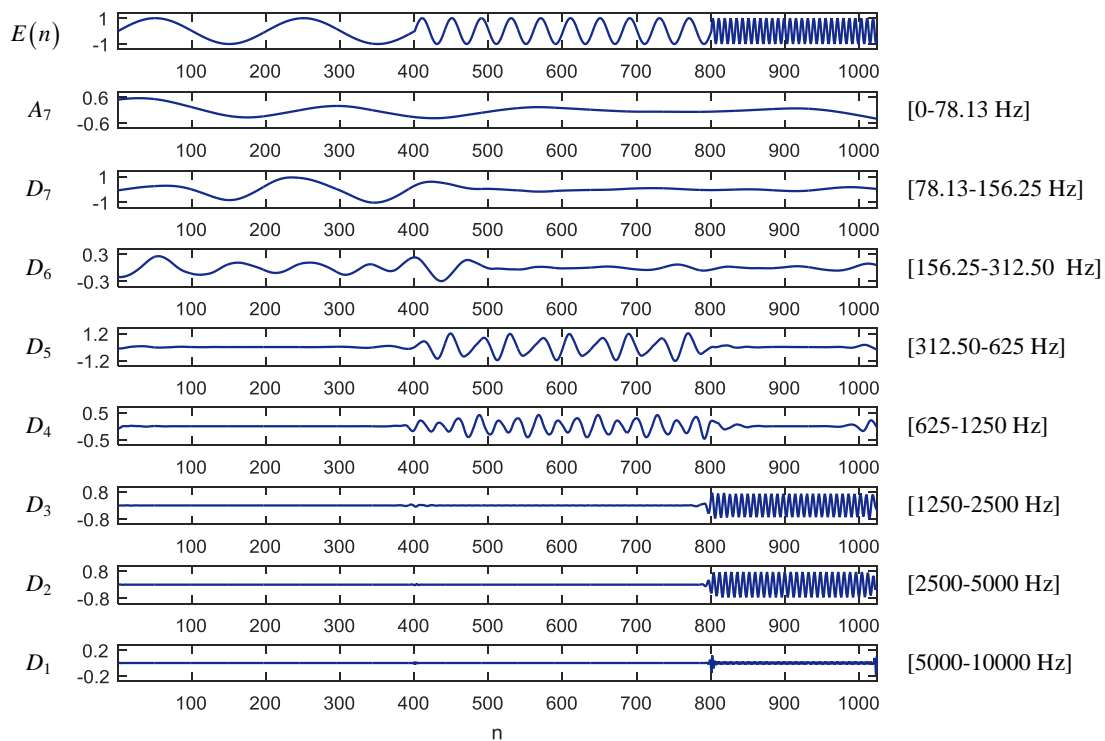 E(n)
1
-1
100 200 300 400 500 600 700 800 900 1000
A7
0.6
-0.6
[0-78.13 Hz]
100 200 300 400 500 600 700 800 900 1000
D7
1
-1
[78.13-156.25 Hz]
100 200 300 400 500 600 700 800 900 1000
D6
0.3
-0.3
[156.25-312.50 Hz]
100 200 300 400 500 600 700 800 900 1000
D5
1.2
-1.2
[312.50-625 Hz]
100 200 300 400 500 600 700 800 900 1000
D4
0.5
-0.5
[625-1250 Hz]
100 200 300 400 500 600 700 800 900 1000
D3
0.8
-0.8
[1250-2500 Hz]
100 200 300 400 500 600 700 800 900 1000
D2
0.8
-0.8
[2500-5000 Hz]
100 200 300 400 500 600 700 800 900 1000
D1
0.2
-0.2
[5000-10000 Hz]
100 200 300 400 500 600 700 800 900 1000
n